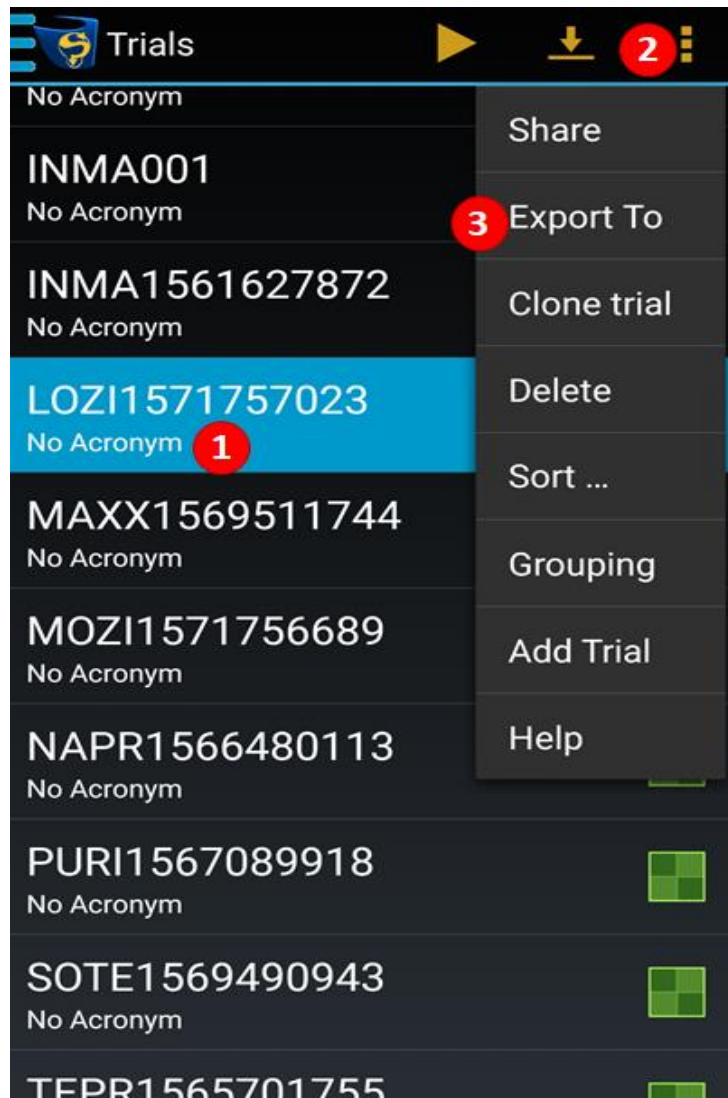 Trials
2
No Acronym
INMA001
No Acronym
INMA1561627872
No Acronym
LOZI1571757023
No Acronym
1
MAXX1569511744
No Acronym
MOZI1571756689
No Acronym
NAPR1566480113
No Acronym
PURI1567089918
No Acronym
SOTE1569490943
No Acronym
TEPR1565701755
Share
3
Export To
Clone trial
Delete
Sort ...
Grouping
Add Trial
Help